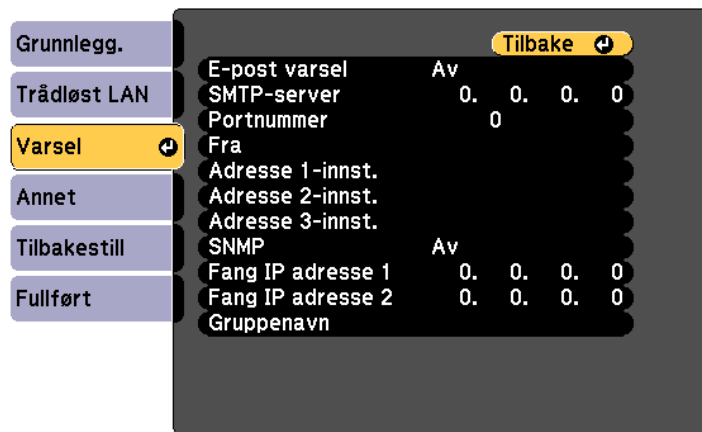 Grunnlegg.
Trådløst LAN
Varsel
Annet
Tilbakestill
Fullført
Tilbake
E-post varsel Av
SMTP-server 0. 0. 0. 0
Portnummer 0
Fra
Adresse 1-innst.
Adresse 2-innst.
Adresse 3-innst.
SNMP Av
Fang IP adresse 1 0. 0. 0. 0
Fang IP adresse 2 0. 0. 0. 0
Gruppenavn